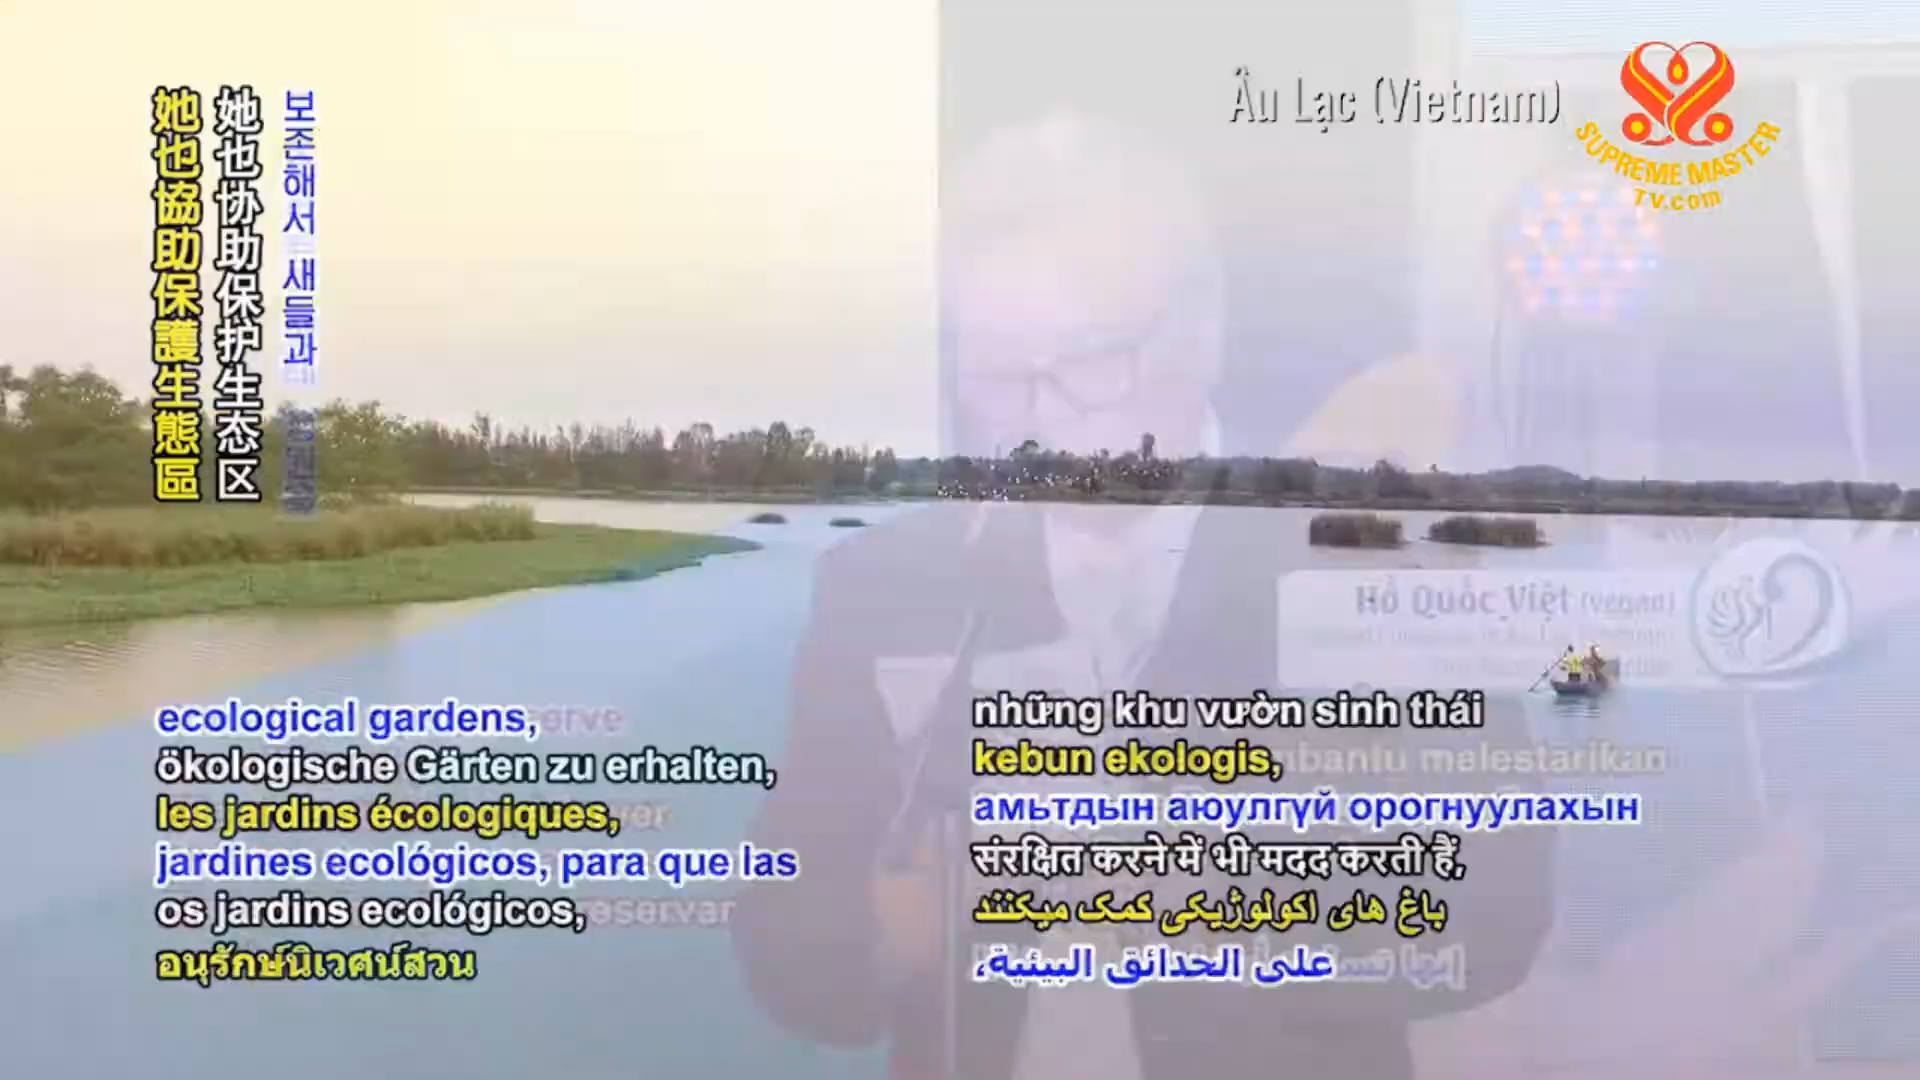 她也協助保護生態區
她也协助保护生态区
보존해서 새들과
Âu Lạc (Vietnam)
SUPREME MASTER
TV.com
Hồ Quốc Việt (vegan)
ecological gardens,
ökologische Gärten zu erhalten,
les jardins écologiques,
jardines ecológicos, para que las
os jardins ecológicos,
อนุรักษ์นิเวศน์สวน
những khu vườn sinh thái
kebun ekologis,
амьтдын аюулгүй орогнуулахын
संरक्षित करने में भी मदद करती हैं,
باغ های اکولوژیکی کمک میکنند
على الحدائق البيئية،